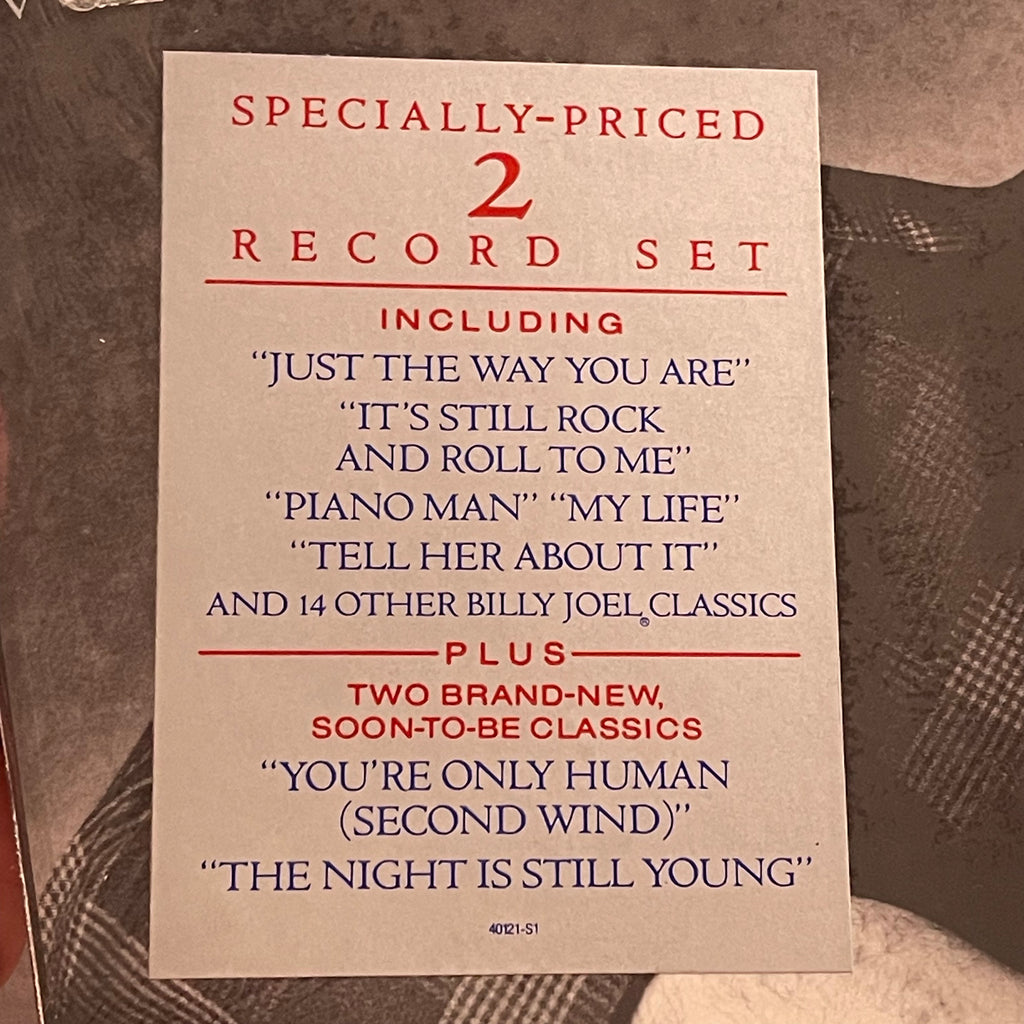 SPECIALLY-PRICED
2
RECORD SET
INCLUDING
“JUST THE WAY YOU ARE”
“IT’S STILL ROCK
AND ROLL TO ME”
“PIANO MAN” “MY LIFE”
“TELL HER ABOUT IT”
AND 14 OTHER BILLY JOEL® CLASSICS
PLUS
TWO BRAND-NEW,
SOON-TO-BE CLASSICS
“YOU’RE ONLY HUMAN
(SECOND WIND)”
“THE NIGHT IS STILL YOUNG”
40121-S1